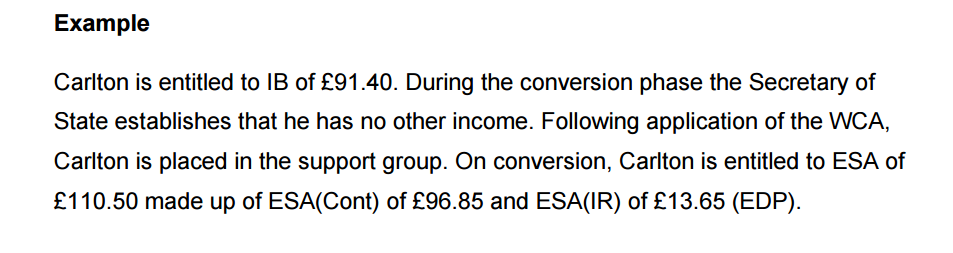 Example
Carlton is entitled to IB of £91.40. During the conversion phase the Secretary of
State establishes that he has no other income. Following application of the WCA,
Carlton is placed in the support group. On conversion, Carlton is entitled to ESA of
£110.50 made up of ESA(Cont) of £96.85 and ESA(IR) of £13.65 (EDP).